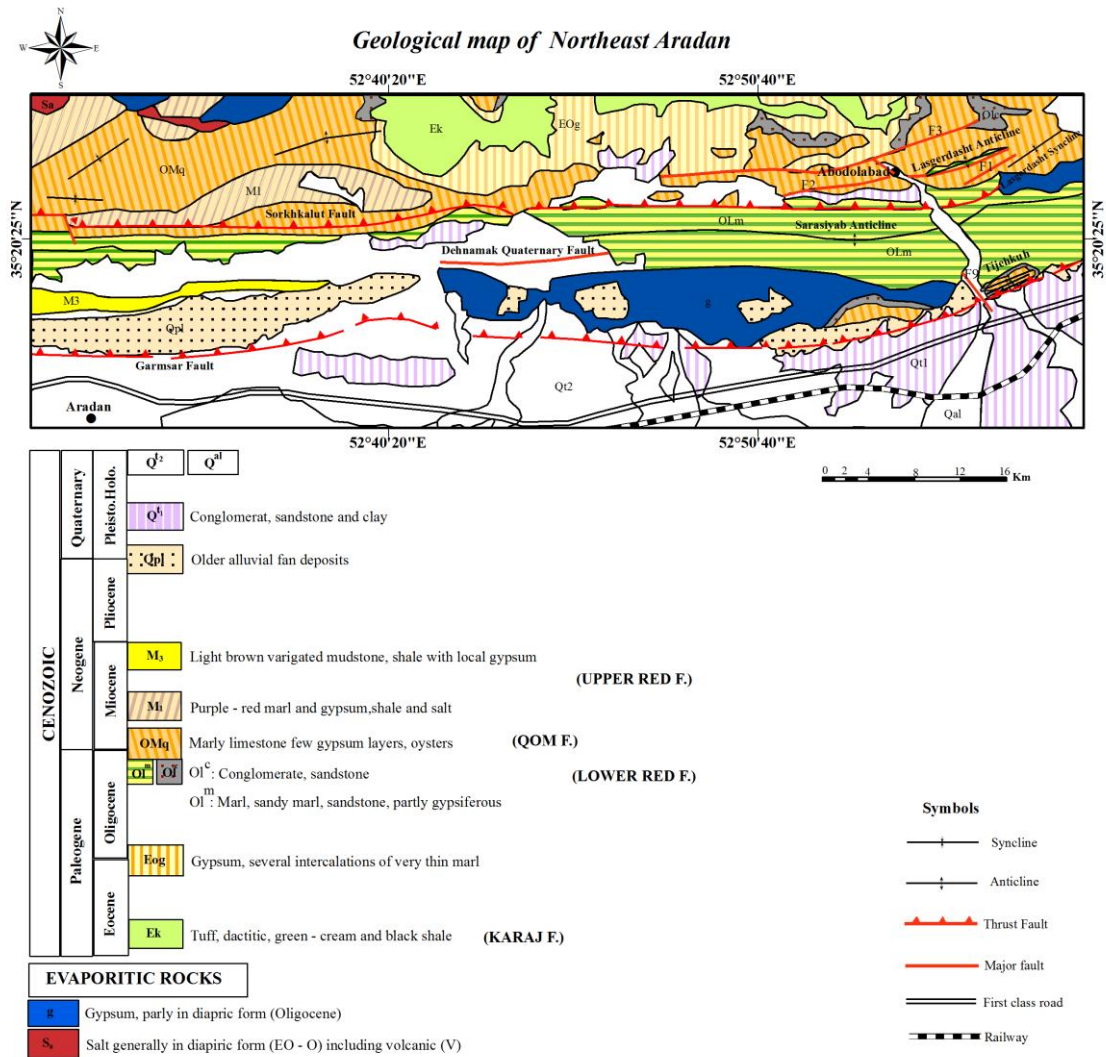 N
W E
S
Geological map of Northeast Aradan
52°40'20"E
52°50'40"E
35°20'25"N
35°20'25"N
Sa
Ek
EOg
Olc
F3
Lasgerdasht Anticline
OMq
Abodolabad
F1
Lasgerdasht Syncline
F2
M1
Sorkhkalut Fault
OLm
Sarasiyab Anticline
OLm
Dehnamak Quaternary Fault
Tijehkuh
F9
M3
g
Qpl
Garmsar Fault
Qt2
Qt1
Aradan
Qal
52°40'20"E
52°50'40"E
0 2 4 8 12 16 Km
CENOZOIC
Quaternary
Neogene
Paleogene
Pleisto.Holo.
Pliocene
Miocene
Oligocene
Eocene
Qt2 Qal
Qt1 Conglomerat, sandstone and clay
Qpl Older alluvial fan deposits
M3 Light brown varigated mudstone, shale with local gypsum
(UPPER RED F.)
M1 Purple - red marl and gypsum,shale and salt
OMq Marly limestone few gypsum layers, oysters (QOM F.)
Olm Olc Olc: Conglomerate, sandstone (LOWER RED F.)
Olm: Marl, sandy marl, sandstone, partly gypsiferous
Eog Gypsum, several intercalations of very thin marl
Ek Tuff, dactitic, green - cream and black shale (KARAJ F.)
EVAPORITIC ROCKS
g Gypsum, parly in diapric form (Oligocene)
Sa Salt generally in diapiric form (EO - O) including volcanic (V)
Symbols
Syncline
Anticline
Thrust Fault
Major fault
First class road
Railway